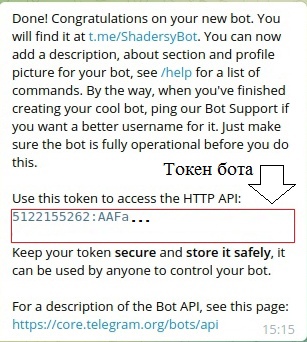 Done! Congratulations on your new bot. You
will find it at t.me/ShadersyBot. You can now
add a description, about section and profile
picture for your bot, see /help for a list of
commands. By the way, when you've finished
creating your cool bot, ping our Bot Support if
you want a better username for it. Just make
sure the bot is fully operational before you do
this.
Токен бота
Use this token to access the HTTP API:
5122155262:AAFa...
Keep your token secure and store it safely, it
can be used by anyone to control your bot.
For a description of the Bot API, see this page:
https://core.telegram.org/bots/api
15:15